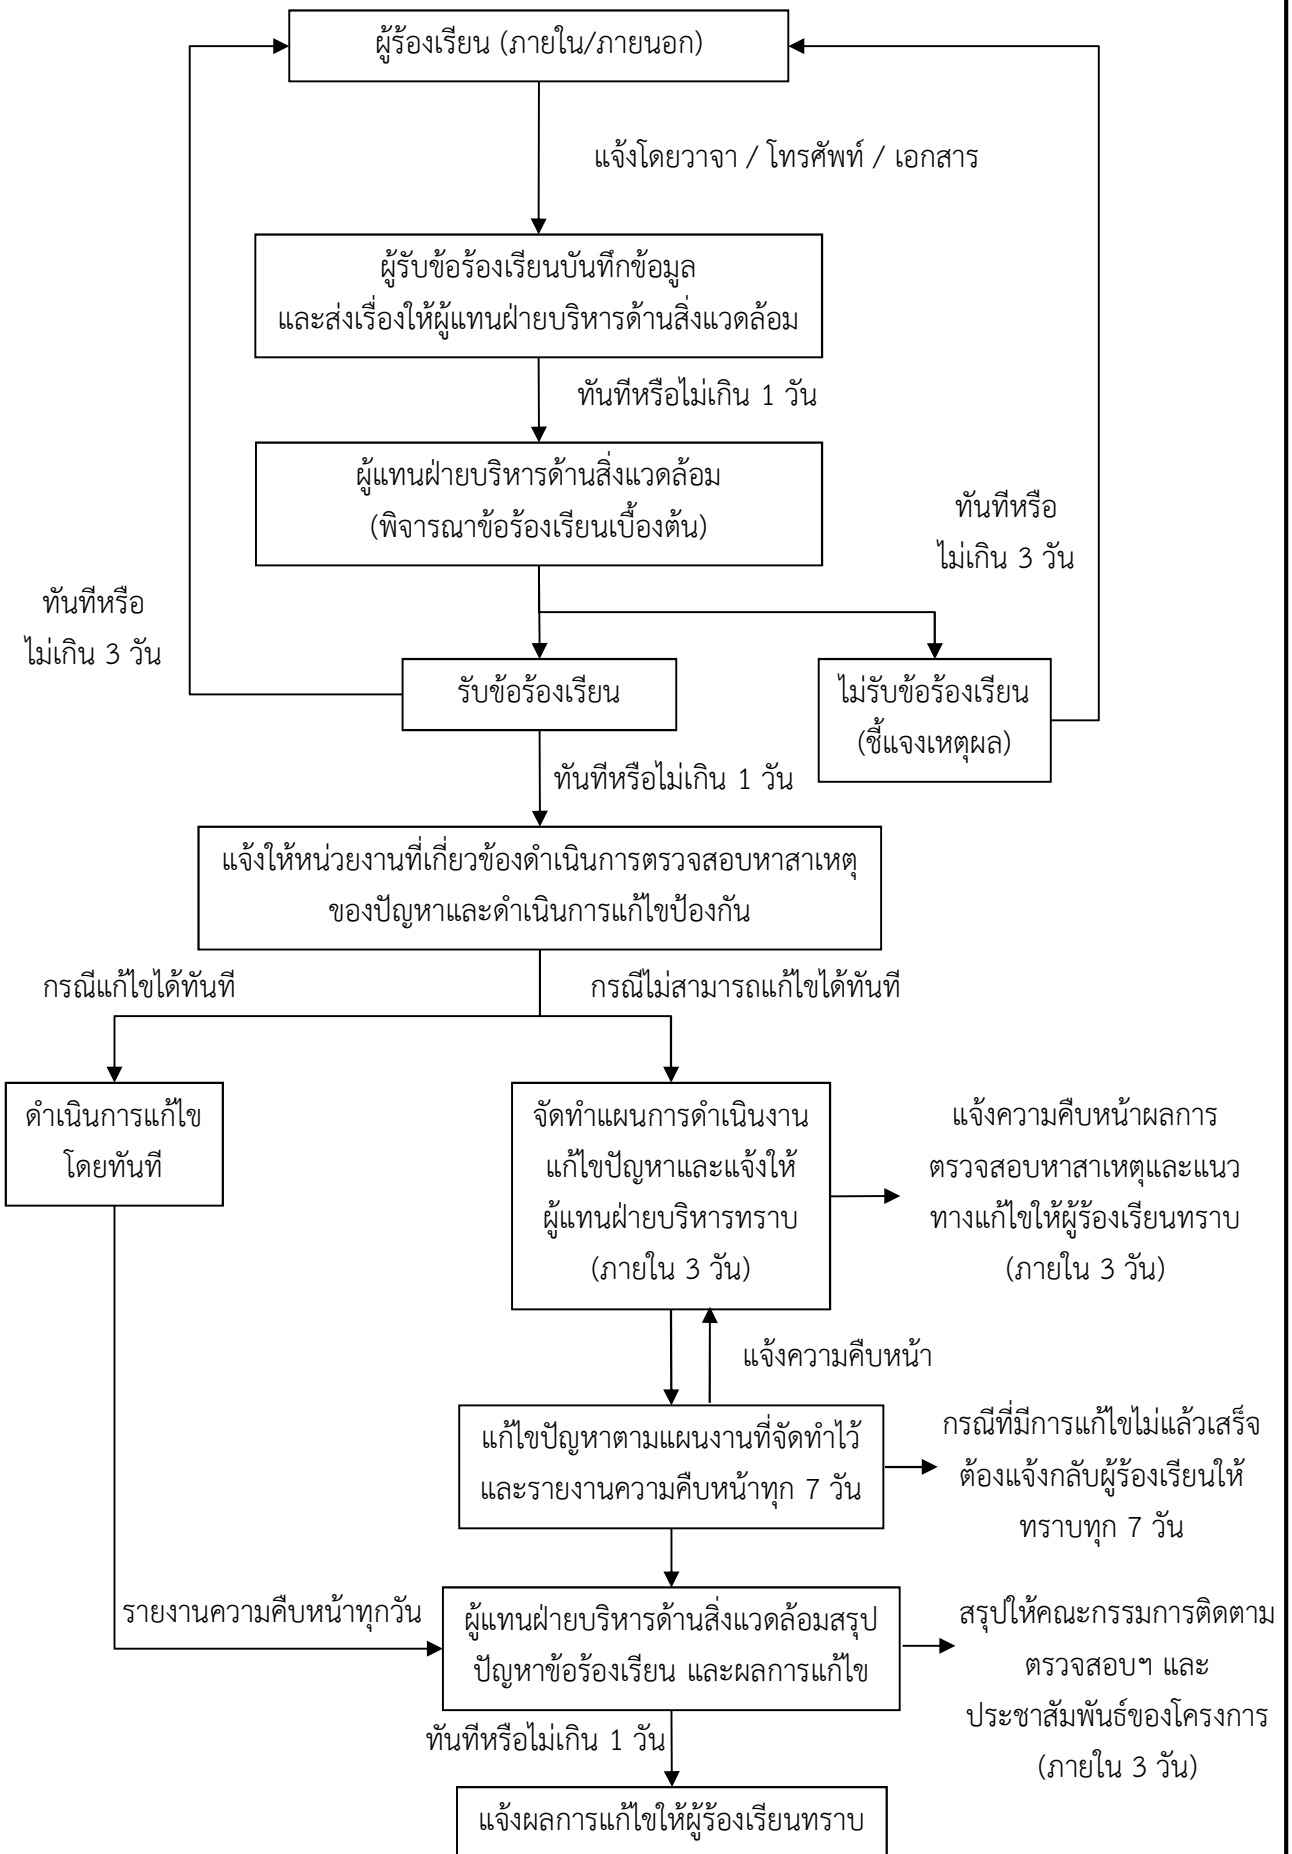 ผู้ร้องเรียน (ภายใน/ภายนอก)
แจ้งโดยวาจา / โทรศัพท์ / เอกสาร
ผู้รับข้อร้องเรียนบันทึกข้อมูล
และส่งเรื่องให้ผู้แทนฝ่ายบริหารด้านสิ่งแวดล้อม
ทันทีหรือไม่เกิน 1 วัน
ผู้แทนฝ่ายบริหารด้านสิ่งแวดล้อม
(พิจารณาข้อร้องเรียนเบื้องต้น)
ทันทีหรือ
ไม่เกิน 3 วัน
ทันทีหรือ
ไม่เกิน 3 วัน
รับข้อร้องเรียน
ไม่รับข้อร้องเรียน
(ชี้แจงเหตุผล)
ทันทีหรือไม่เกิน 1 วัน
แจ้งให้หน่วยงานที่เกี่ยวข้องดำเนินการตรวจสอบหาสาเหตุ
ของปัญหาและดำเนินการแก้ไขป้องกัน
กรณีแก้ไขได้ทันที
กรณีไม่สามารถแก้ไขได้ทันที
ดำเนินการแก้ไข
โดยทันที
จัดทำแผนการดำเนินงาน
แก้ไขปัญหาและแจ้งให้
ผู้แทนฝ่ายบริหารทราบ
(ภายใน 3 วัน)
แจ้งความคืบหน้าผลการ
ตรวจสอบหาสาเหตุและแนว
ทางแก้ไขให้ผู้ร้องเรียนทราบ
(ภายใน 3 วัน)
แจ้งความคืบหน้า
แก้ไขปัญหาตามแผนงานที่จัดทำไว้
และรายงานความคืบหน้าทุก 7 วัน
กรณีที่มีการแก้ไขไม่แล้วเสร็จ
ต้องแจ้งกลับผู้ร้องเรียนให้
ทราบทุก 7 วัน
รายงานความคืบหน้าทุกวัน
ผู้แทนฝ่ายบริหารด้านสิ่งแวดล้อมสรุป
ปัญหาข้อร้องเรียน และผลการแก้ไข
สรุปให้คณะกรรมการติดตาม
ตรวจสอบฯ และ
ประชาสัมพันธ์ของโครงการ
(ภายใน 3 วัน)
ทันทีหรือไม่เกิน 1 วัน
แจ้งผลการแก้ไขให้ผู้ร้องเรียนทราบ